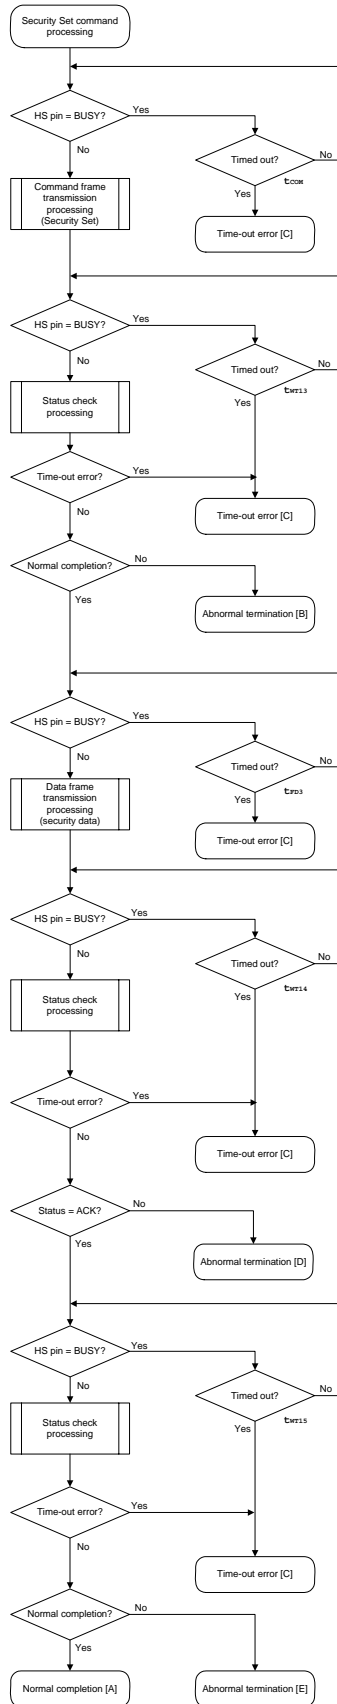 Security Set command
processing
HS pin = BUSY?
Yes
No
Timed out?
No
Yes
tCOM
Command frame
transmission
processing
(Security Set)
Time-out error [C]
HS pin = BUSY?
Yes
No
Timed out?
No
Yes
tWT13
Status check
processing
Time-out error?
Yes
No
Time-out error [C]
Normal completion?
No
Yes
Abnormal termination [B]
HS pin = BUSY?
Yes
No
Timed out?
No
Yes
tFD3
Data frame
transmission
processing
(security data)
Time-out error [C]
HS pin = BUSY?
Yes
No
Timed out?
No
Yes
tWT14
Status check
processing
Time-out error?
Yes
No
Time-out error [C]
Status = ACK?
No
Yes
Abnormal termination [D]
HS pin = BUSY?
Yes
No
Timed out?
No
Yes
tWT15
Status check
processing
Time-out error?
Yes
No
Time-out error [C]
Normal completion?
No
Yes
Normal completion [A]
Abnormal termination [E]